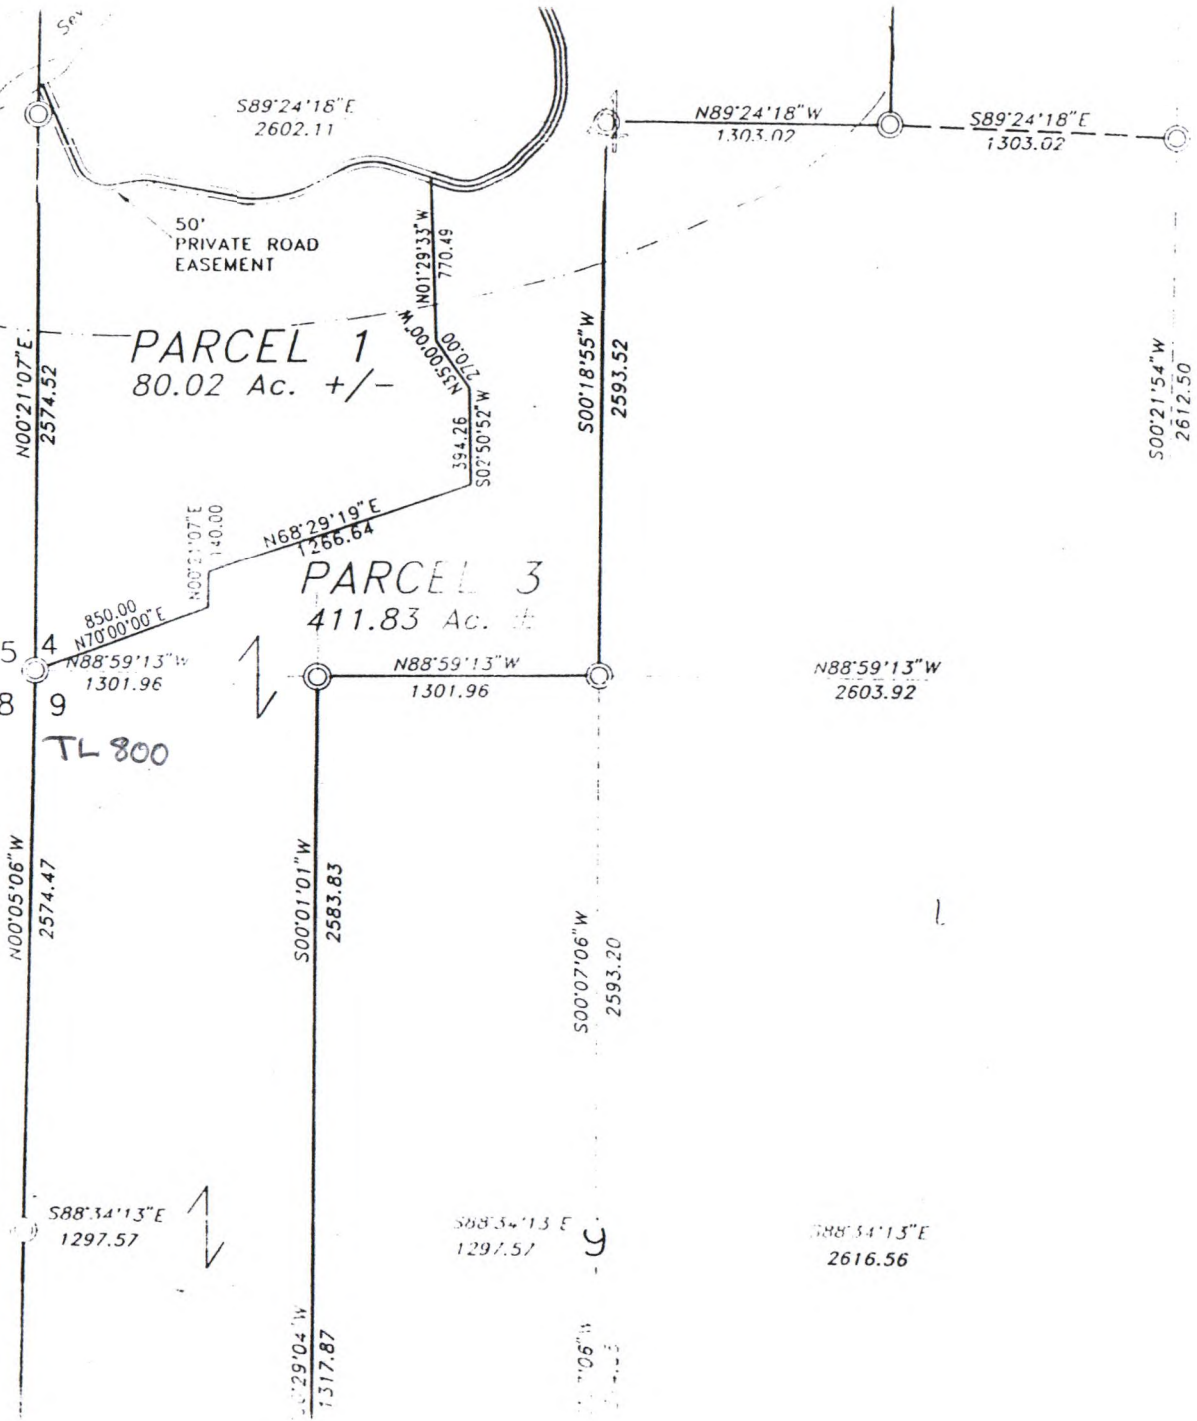 S89°24'18"E
2602.11
N89°24'18"W
1303.02
S89°24'18"E
1303.02
50'
PRIVATE ROAD
EASEMENT
N01°29'33"W
770.49
PARCEL 1
80.02 Ac. +/-
N00°21'07"E
2574.52
N35°00'00"W
270.00
S00°18'55"W
2593.52
S00°21'54"W
2612.50
394.26
S02°50'52"W
N68°29'19"E
1266.64
N00°21'07"E
140.00
PARCEL 3
411.83 Ac. ±
850.00
N70°00'00"E
5 4
N88°59'13"W
1301.96
N88°59'13"W
1301.96
N88°59'13"W
2603.92
8 9
TL 800
N00°05'06"W
2574.47
S00°01'01"W
2583.83
S00°07'06"W
2593.20
S88°34'13"E
1297.57
S88°34'13"E
1297.57
9
S88°34'13"E
2616.56
29'04"W
1317.87
'06"W